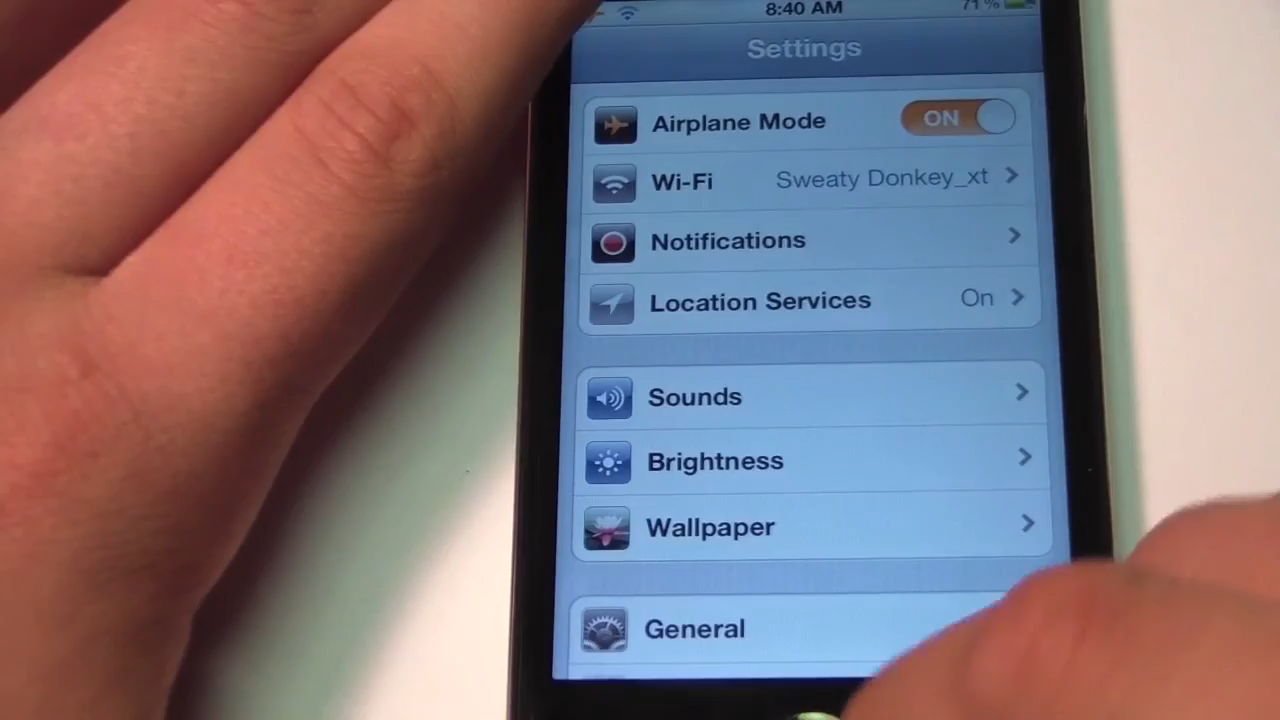 8:40 AM 71%
Settings
Airplane Mode ON
Wi-Fi Sweaty Donkey_xt
Notifications
Location Services On
Sounds
Brightness
Wallpaper
General